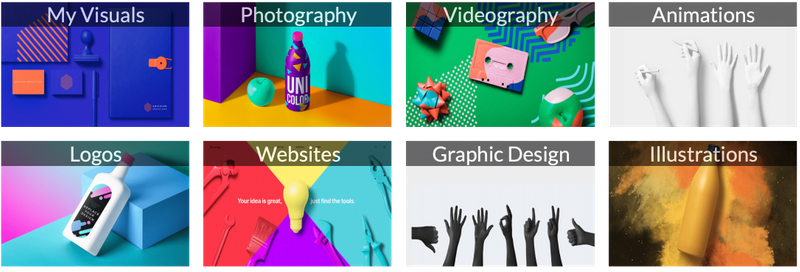 My Visuals
Photography
Videography
Animations
UNI
COLOR
Logos
Websites
Graphic Design
Illustrations
Your idea is great, just find the tools.